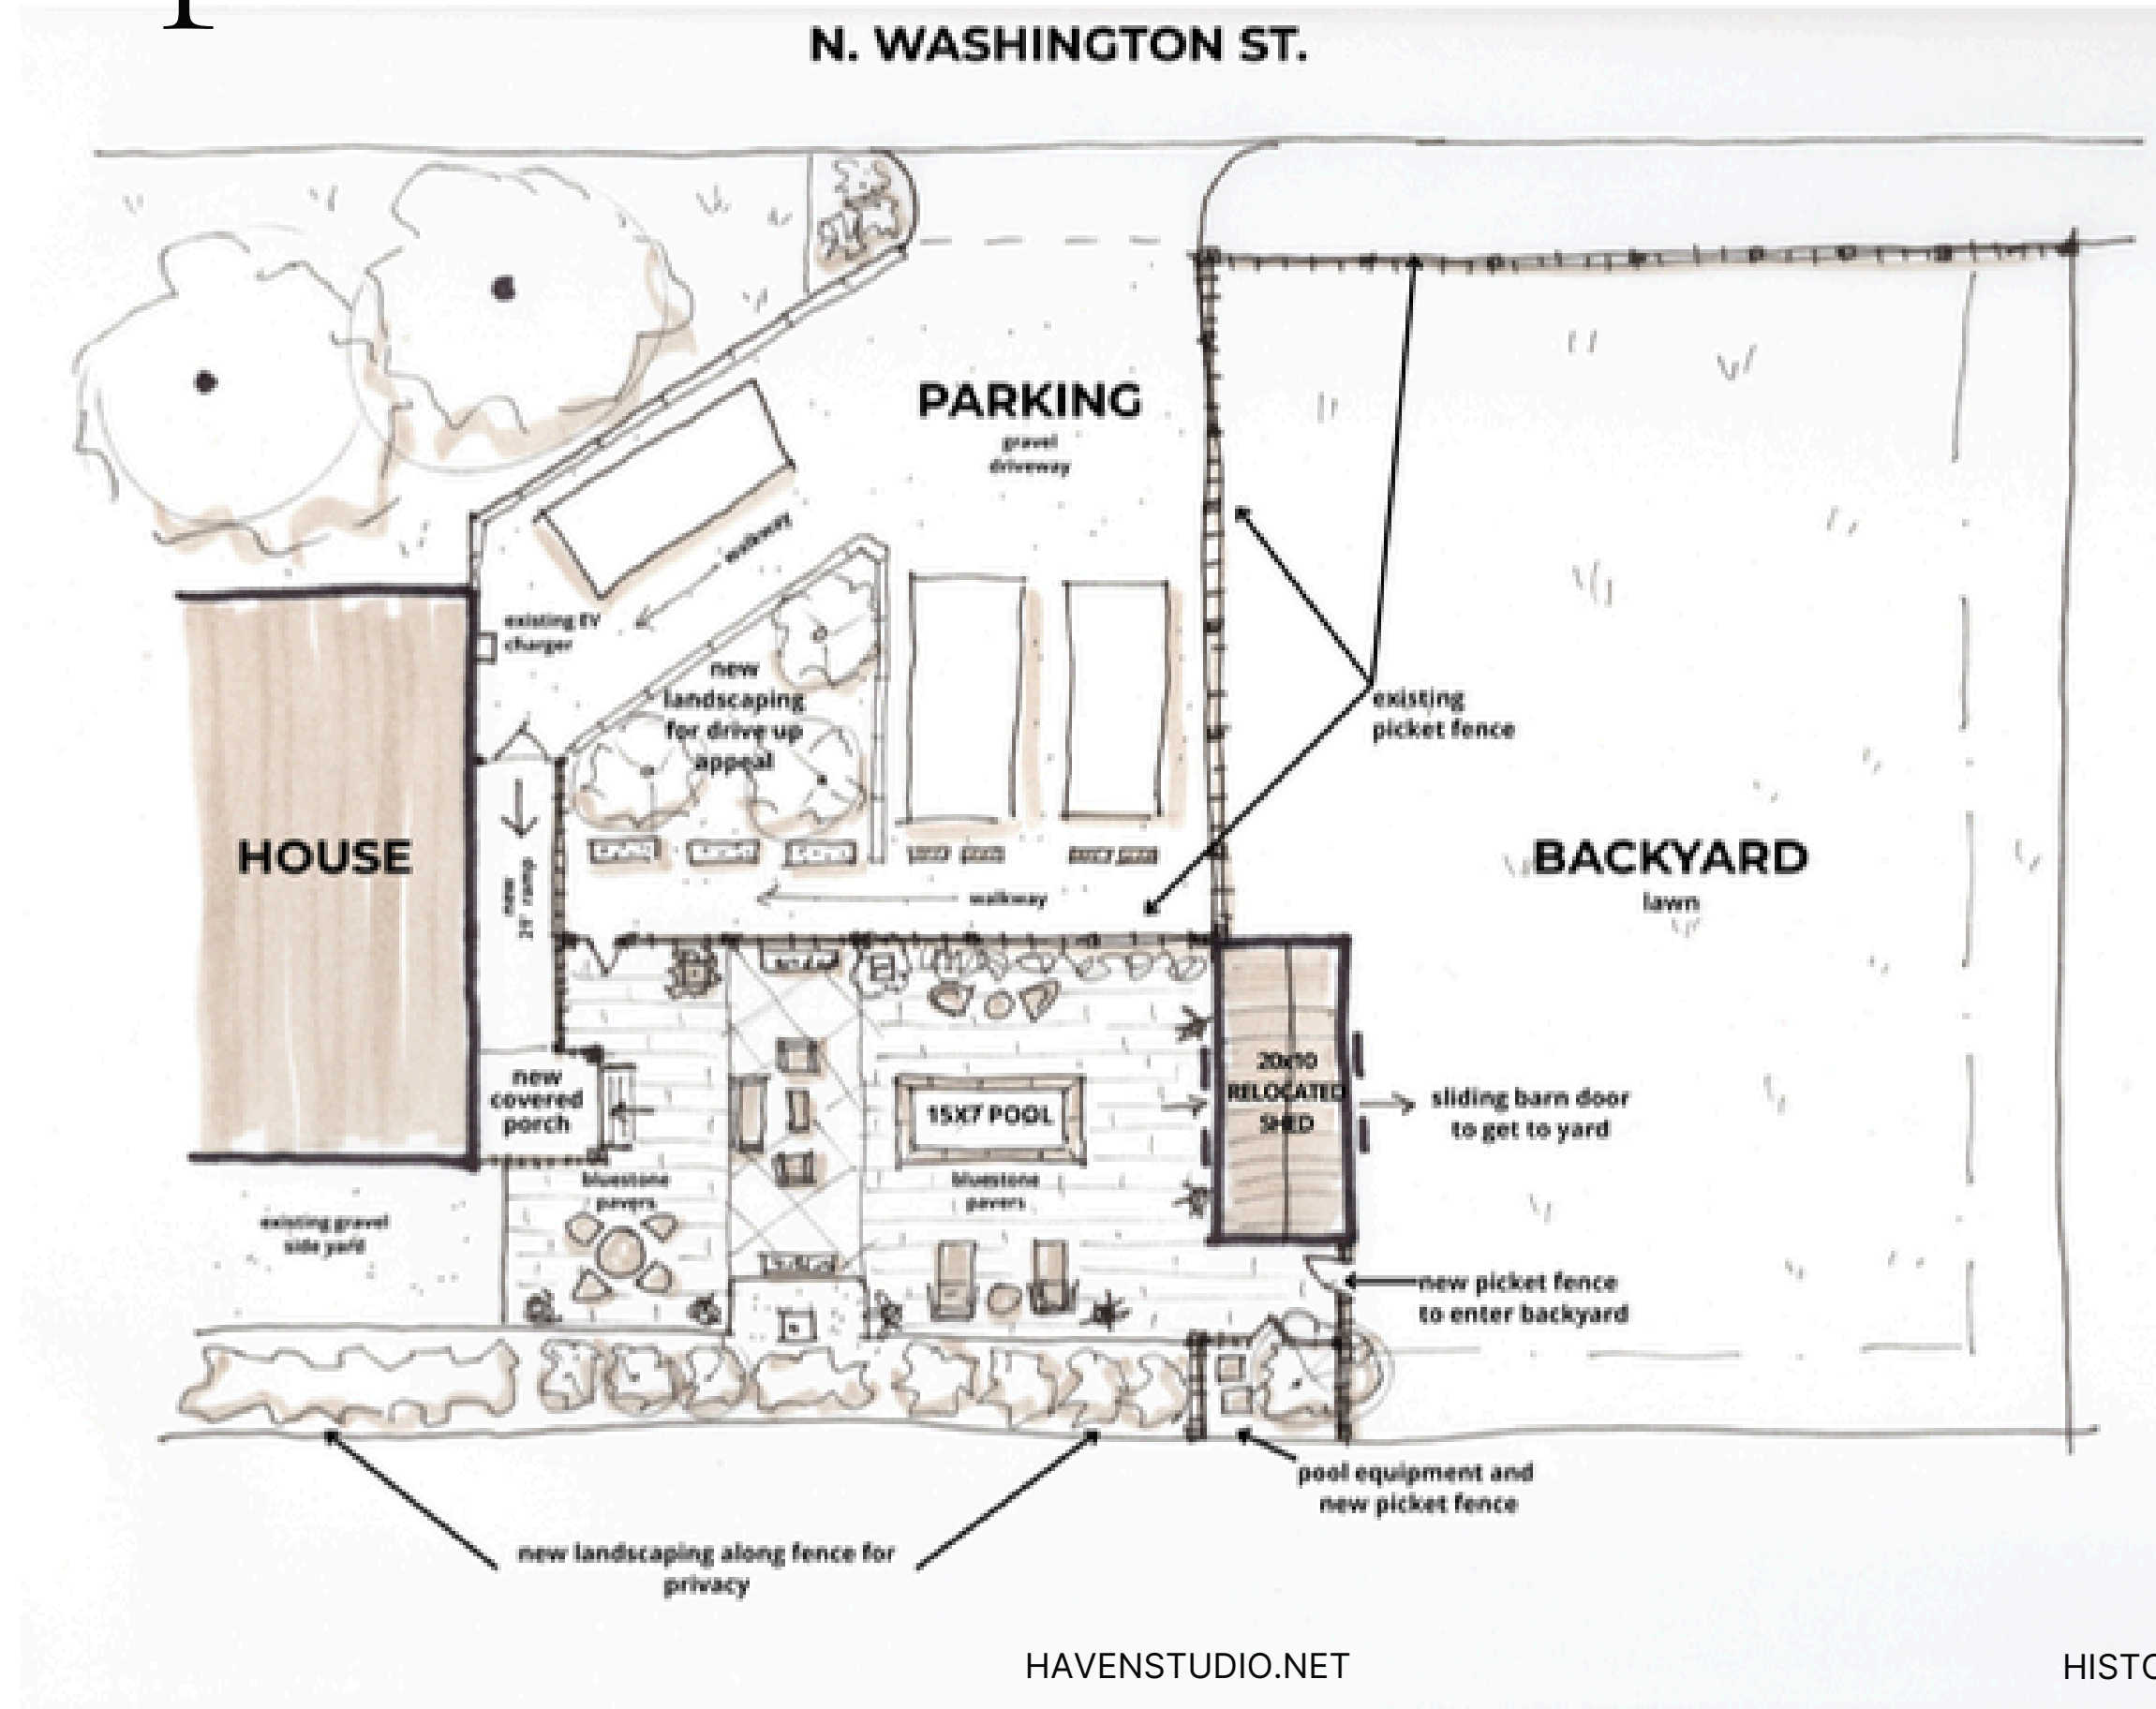 N. WASHINGTON ST.
PARKING
gravel
driveway
walkway
existing EV
charger
new
landscaping
for drive up
appeal
existing
picket fence
HOUSE
new
ramp
walkway
BACKYARD
lawn
new
covered
porch
15X7 POOL
20x10
RELOCATED
SHED
sliding barn door
to get to yard
bluestone
pavers
bluestone
pavers
existing gravel
side yard
new picket fence
to enter backyard
pool equipment and
new picket fence
new landscaping along fence for
privacy
HAVENSTUDIO.NET